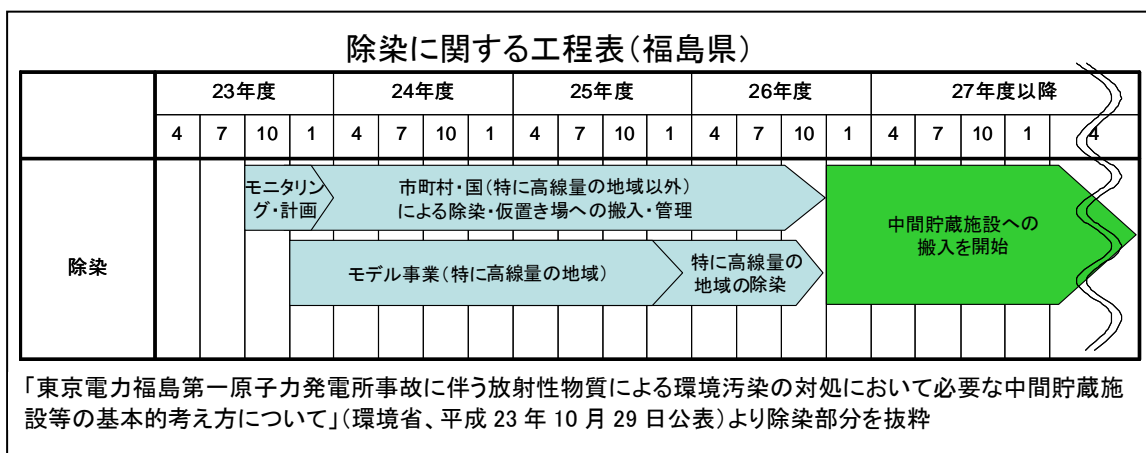 除染に関する工程表(福島県)
23年度 24年度 25年度 26年度 27年度以降
4 7 10 1 4 7 10 1 4 7 10 1 4 7 10 1 4 7 10 1 4
除染
モニタリン
グ・計画
市町村・国(特に高線量の地域以外)
による除染・仮置き場への搬入・管理
モデル事業(特に高線量の地域)
特に高線量の
地域の除染
中間貯蔵施設への
搬入を開始
「東京電力福島第一原子力発電所事故に伴う放射性物質による環境汚染の対処において必要な中間貯蔵施
設等の基本的考え方について」(環境省、平成 23 年 10 月 29 日公表)より除染部分を抜粋